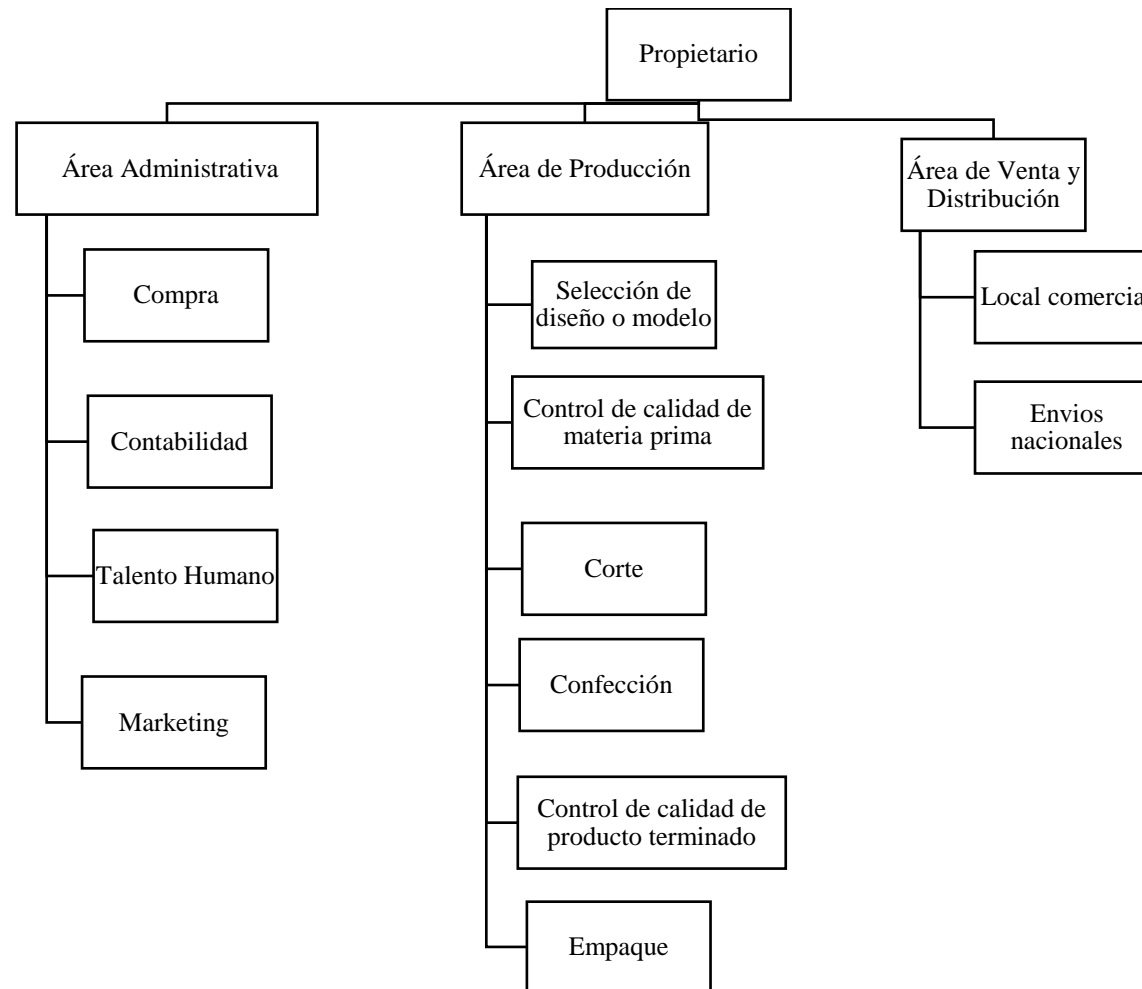 Propietario
Área Administrativa
Área de Producción
Área de Venta y
Distribución
Compra
Contabilidad
Talento Humano
Marketing
Selección de
diseño o modelo
Control de calidad de
materia prima
Corte
Confección
Control de calidad de
producto terminado
Empaque
Local comercia
Envios
nacionales